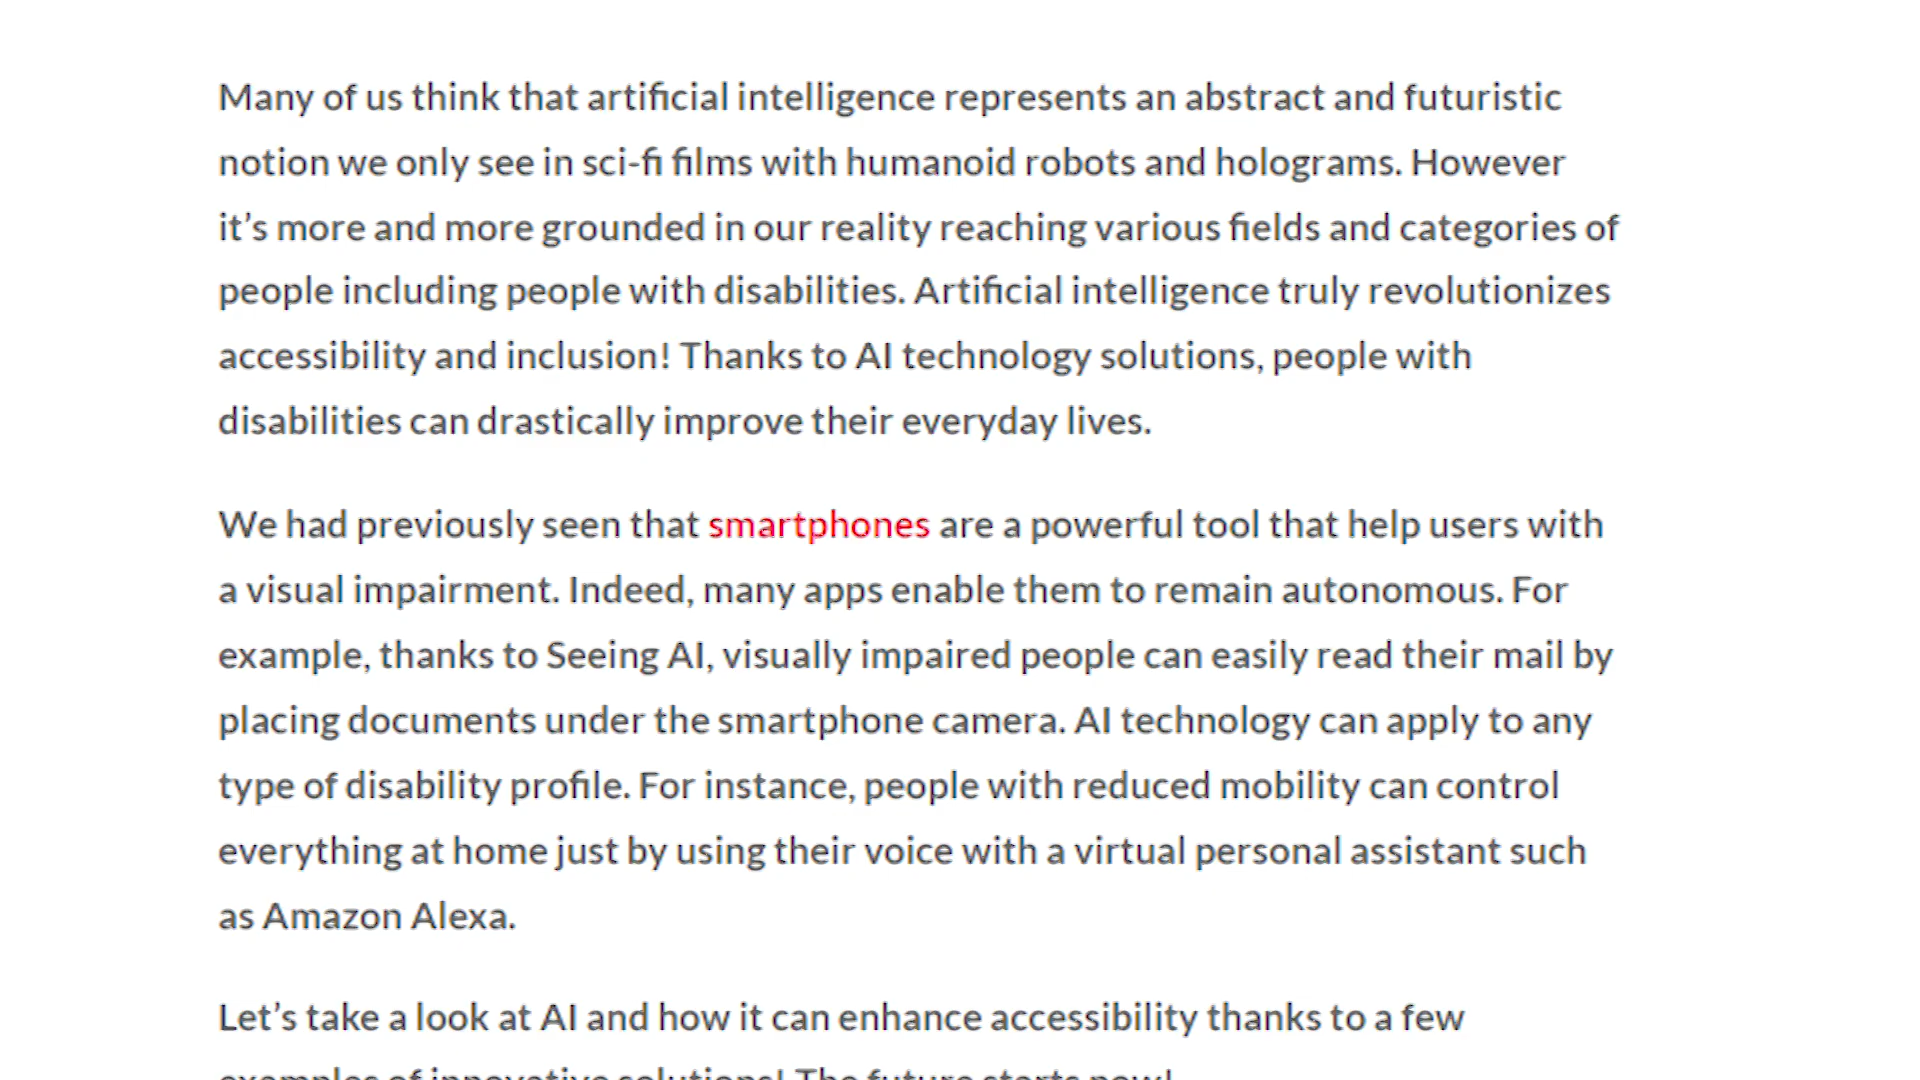 Many of us think that artificial intelligence represents an abstract and futuristic
notion we only see in sci-fi films with humanoid robots and holograms. However
it’s more and more grounded in our reality reaching various fields and categories of
people including people with disabilities. Artificial intelligence truly revolutionizes
accessibility and inclusion! Thanks to AI technology solutions, people with
disabilities can drastically improve their everyday lives.
We had previously seen that smartphones are a powerful tool that help users with
a visual impairment. Indeed, many apps enable them to remain autonomous. For
example, thanks to Seeing AI, visually impaired people can easily read their mail by
placing documents under the smartphone camera. AI technology can apply to any
type of disability profile. For instance, people with reduced mobility can control
everything at home just by using their voice with a virtual personal assistant such
as Amazon Alexa.
Let’s take a look at AI and how it can enhance accessibility thanks to a few
examples of innovative solutions! The future starts now!